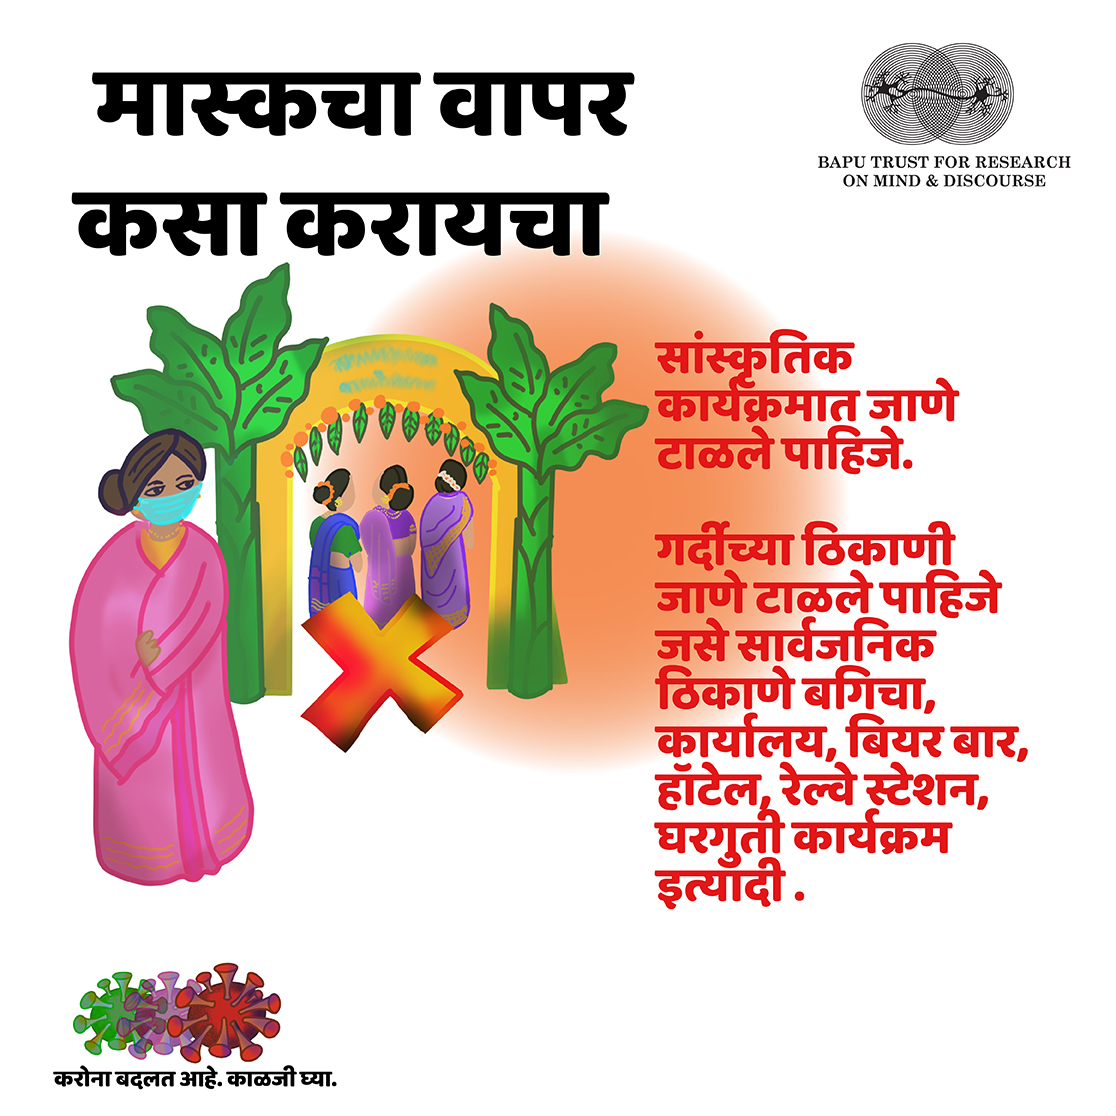 मास्कचा वापर
कसा करायचा
BAPU TRUST FOR RESEARCH
ON MIND & DISCOURSE
सांस्कृतिक
कार्यक्रमात जाणे
टाळले पाहिजे.
गर्दीच्या ठिकाणी
जाणे टाळले पाहिजे
जसे सार्वजनिक
ठिकाणे बगिचा,
कार्यालय, बियर बार,
हॉटेल, रेल्वे स्टेशन,
घरगुती कार्यक्रम
इत्यादी .
करोना बदलत आहे. काळजी घ्या.